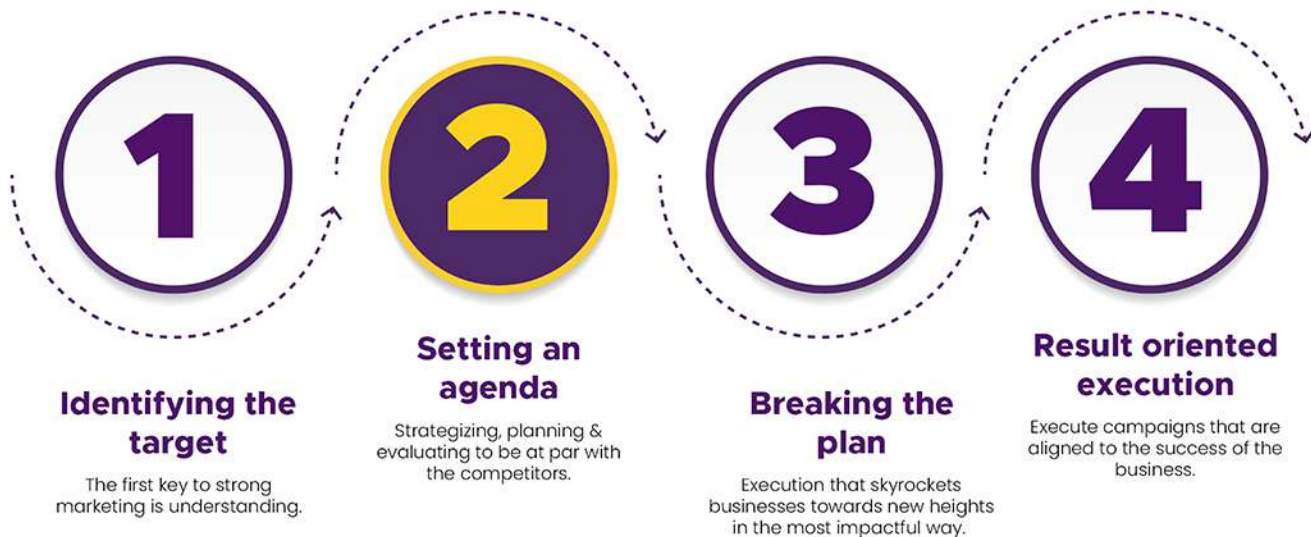 1
Identifying the
target
The first key to strong
marketing is understanding.
2
Setting an
agenda
Strategizing, planning &
evaluating to be at par with
the competitors.
3
Breaking the
plan
Execution that skyrockets
businesses towards new heights
in the most impactful way.
4
Result oriented
execution
Execute campaigns that are
aligned to the success of the
business.